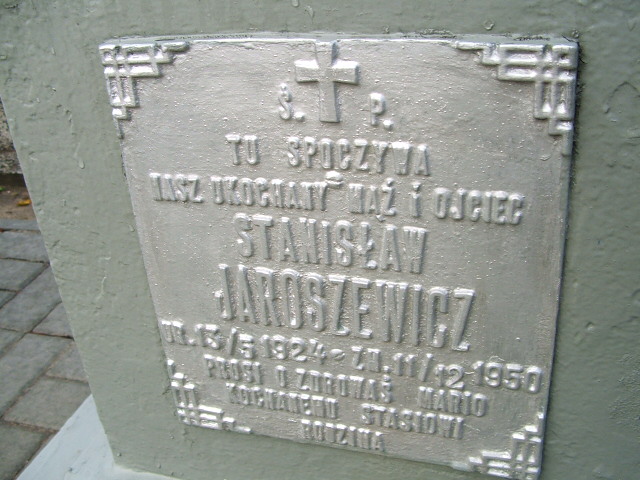 Ś. P.
TU SPOCZYWA
NASZ UKOCHANY MĄŻ I OJCIEC
STANISŁAW
JAROSZEWICZ
UR. 13/5 1924 - ZM. 11/12 1950
PROSI O ZDROWAŚ MARIO
KOCHANEMU STASIOWI
RODZINA